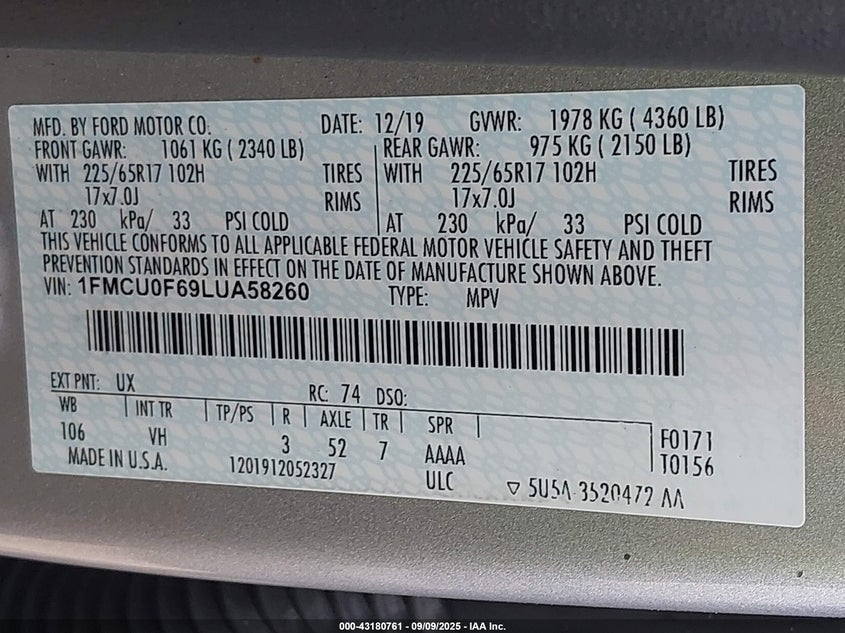 MFD. BY FORD MOTOR CO. DATE: 12/19 GVWR: 1978 KG ( 4360 LB)
FRONT GAWR: 1061 KG ( 2340 LB) REAR GAWR: 975 KG ( 2150 LB)
WITH 225/65R17 102H TIRES WITH 225/65R17 102H TIRES
17x7.0J RIMS 17x7.0J RIMS
AT 230 kPa/ 33 PSI COLD AT 230 kPa/ 33 PSI COLD
THIS VEHICLE CONFORMS TO ALL APPLICABLE FEDERAL MOTOR VEHICLE SAFETY AND THEFT
PREVENTION STANDARDS IN EFFECT ON THE DATE OF MANUFACTURE SHOWN ABOVE.
VIN: 1FMCU0F69LUA58260 TYPE: MPV
EXT PNT: UX RC: 74 DSO:
WB INT TR TP/PS R AXLE TR SPR
106 VH 3 52 7 AAAA F0171
MADE IN U.S.A. 1201912052327 ULC T0156
5U5A-3520472 AA
000-43180761 - 09/09/2025 - IAA Inc.